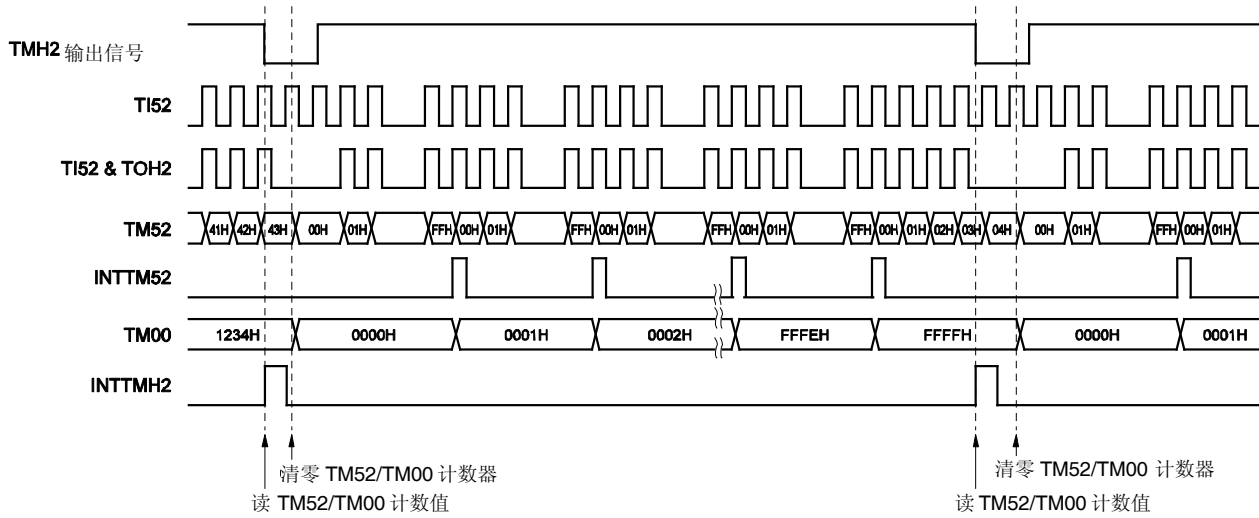 TMH2 输出信号
TI52
TI52 & TOH2
TM52 41H 42H 43H 00H 01H FFH 00H 01H FFH 00H 01H FFH 00H 01H FFH 00H 01H 02H 03H 04H 00H 01H FFH 00H 01H
INTTM52
TM00 1234H 0000H 0001H 0002H FFFEH FFFFH 0000H 0001H
INTTMH2
清零 TM52/TM00 计数器 清零 TM52/TM00 计数器
读 TM52/TM00 计数值 读 TM52/TM00 计数值